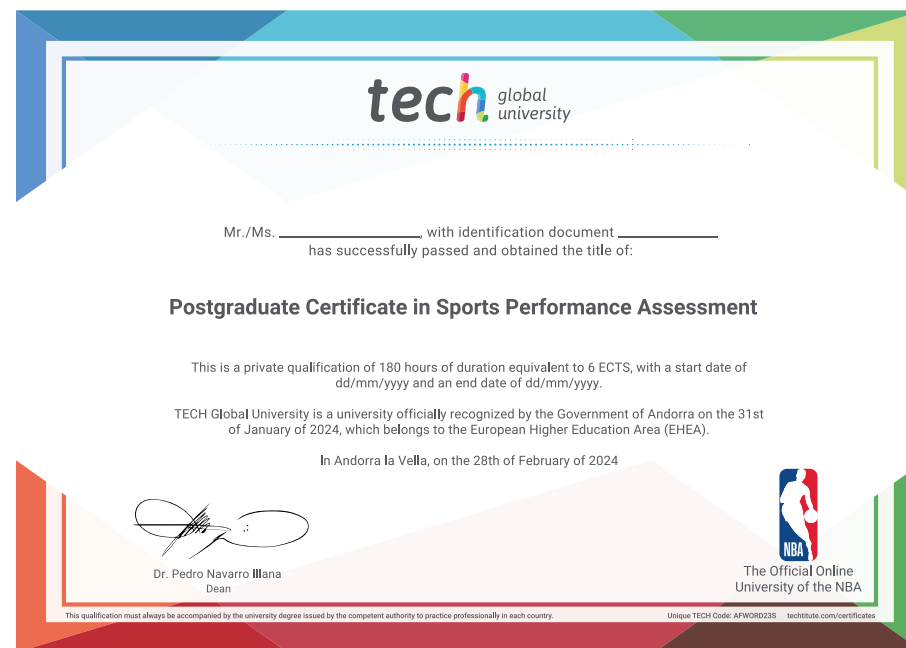 tech global university
Mr./Ms. ____________, with identification document ____________
has successfully passed and obtained the title of:
Postgraduate Certificate in Sports Performance Assessment
This is a private qualification of 180 hours of duration equivalent to 6 ECTS, with a start date of
dd/mm/yyyy and an end date of dd/mm/yyyy.
TECH Global University is a university officially recognized by the Government of Andorra on the 31st
of January of 2024, which belongs to the European Higher Education Area (EHEA).
In Andorra la Vella, on the 28th of February of 2024
Dr. Pedro Navarro Illana
Dean
NBA
The Official Online
University of the NBA
This qualification must always be accompanied by the university degree issued by the competent authority to practice professionally in each country.
Unique TECH Code: AFWORD23S techtitute.com/certificates